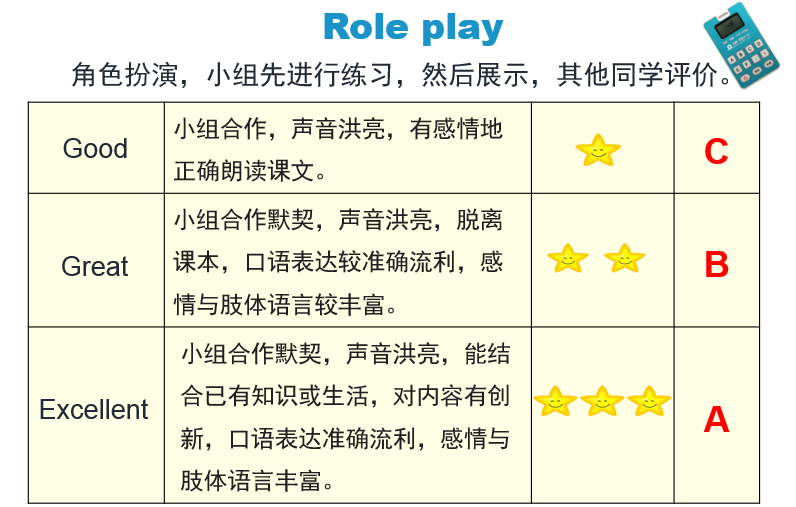 Role play
角色扮演，小组先进行练习，然后展示，其他同学评价。
Good
小组合作，声音洪亮，有感情地
正确朗读课文。
C
Great
小组合作默契，声音洪亮，脱离
课本，口语表达较准确流利，感
情与肢体语言较丰富。
B
Excellent
小组合作默契，声音洪亮，能结
合已有知识或生活，对内容有创
新，口语表达准确流利，感情与
肢体语言丰富。
A